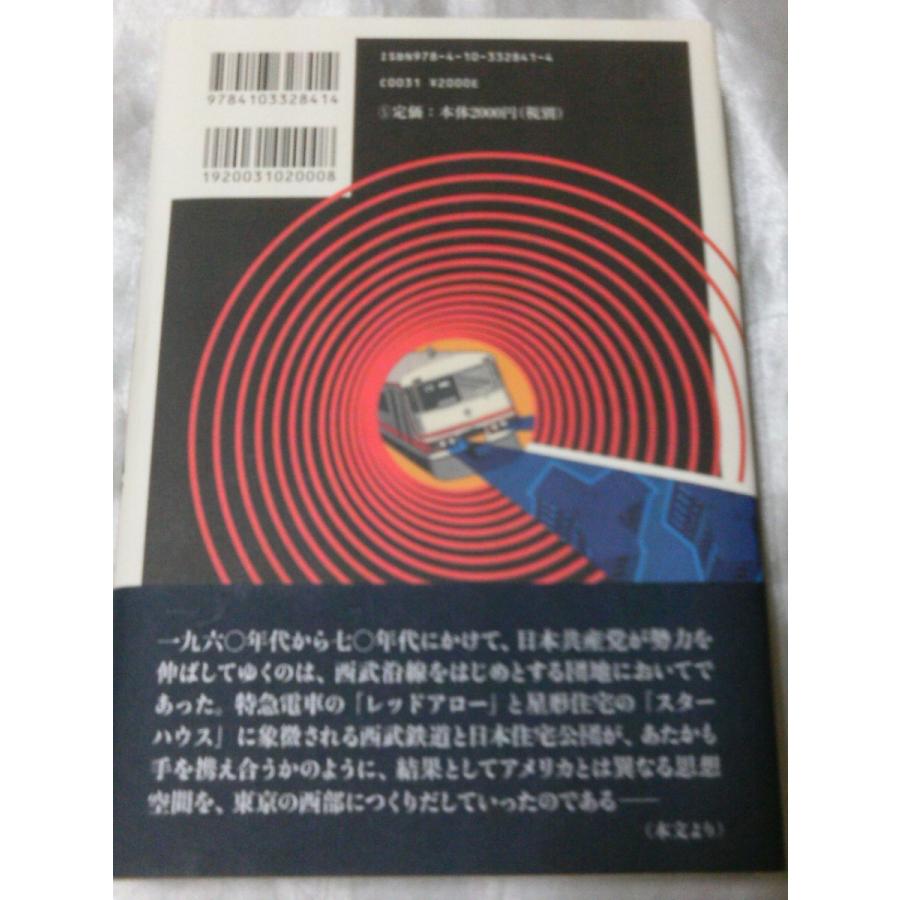 ISBN978-4-10-332841-4
C0031 ¥2000E
①定価：本体2000円(税別)
9784103328414
1920031020008
一九六〇年代から七〇年代にかけて、日本共産党が勢力を
伸ばしてゆくのは、西武沿線をはじめとする団地においてで
あった。特急電車の「レッドアロー」と星形住宅の「スター
ハウス」に象徴される西武鉄道と日本住宅公団が、あたかも
手を携え合うかのように、結果としてアメリカとは異なる思想
空間を、東京の西部につくりだしていったのである――
（本文より）